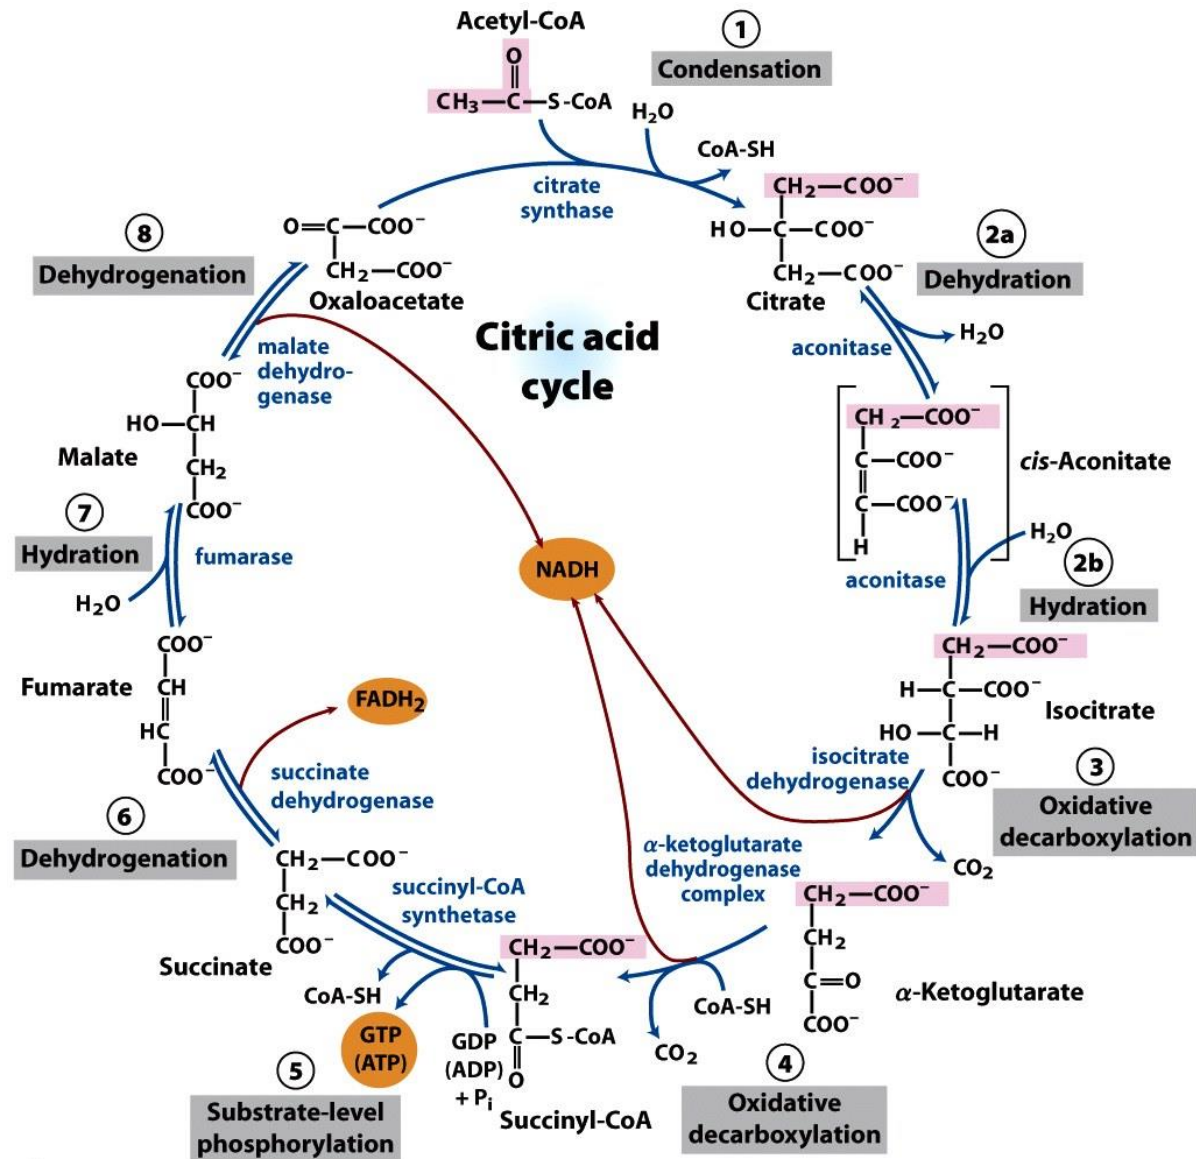 Acetyl-CoA
O
CH₃—C—S-CoA
①
Condensation
H₂O
CoA-SH
citrate
synthase
CH₂—COO⁻
HO—C—COO⁻
CH₂—COO⁻
Citrate
2a
Dehydration
aconitase
H₂O
CH₂—COO⁻
C—COO⁻
C—COO⁻
H
cis-Aconitate
aconitase
H₂O
2b
Hydration
CH₂—COO⁻
H—C—COO⁻
HO—C—H
COO⁻
Isocitrate
isocitrate
dehydrogenase
③
Oxidative
decarboxylation
CO₂
CH₂—COO⁻
CH₂
C=O
COO⁻
α-Ketoglutarate
α-ketoglutarate
dehydrogenase
complex
CoA-SH
CO₂
④
Oxidative
decarboxylation
CH₂—COO⁻
CH₂
C—S-CoA
O
Succinyl-CoA
succinyl-CoA
synthetase
CoA-SH
GTP
(ATP)
GDP
(ADP)
+ Pᵢ
⑤
Substrate-level
phosphorylation
CH₂—COO⁻
CH₂
COO⁻
Succinate
succinate
dehydrogenase
FADH₂
⑥
Dehydrogenation
COO⁻
CH
HC
COO⁻
Fumarate
fumarase
H₂O
⑦
Hydration
COO⁻
HO—CH
CH₂
COO⁻
Malate
malate
dehydro-
genase
⑧
Dehydrogenation
O=C—COO⁻
CH₂—COO⁻
Oxaloacetate
Citric acid
cycle
NADH